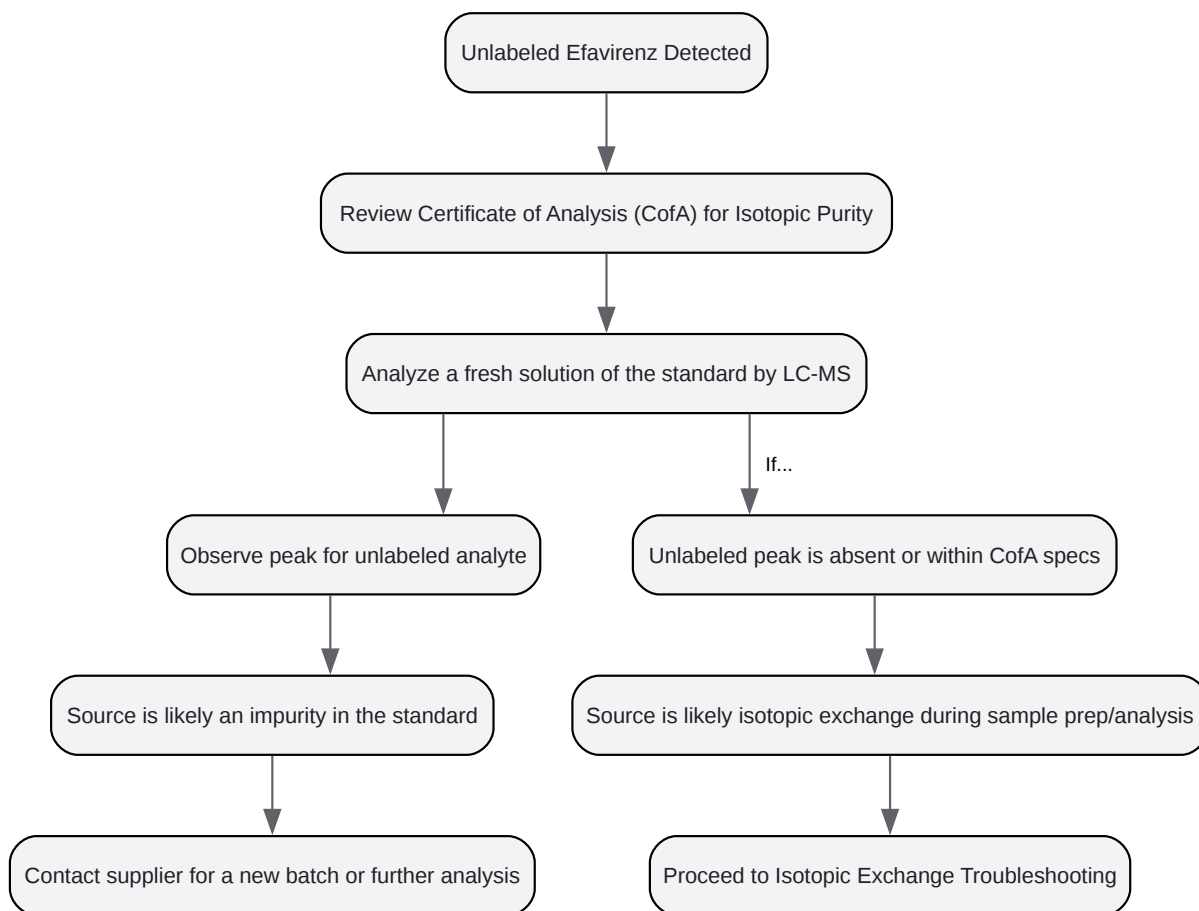 Unlabeled Efavirenz Detected
Review Certificate of Analysis (CofA) for Isotopic Purity
Analyze a fresh solution of the standard by LC-MS
If...
Observe peak for unlabeled analyte
Unlabeled peak is absent or within CofA specs
Source is likely an impurity in the standard
Source is likely isotopic exchange during sample prep/analysis
Contact supplier for a new batch or further analysis
Proceed to Isotopic Exchange Troubleshooting